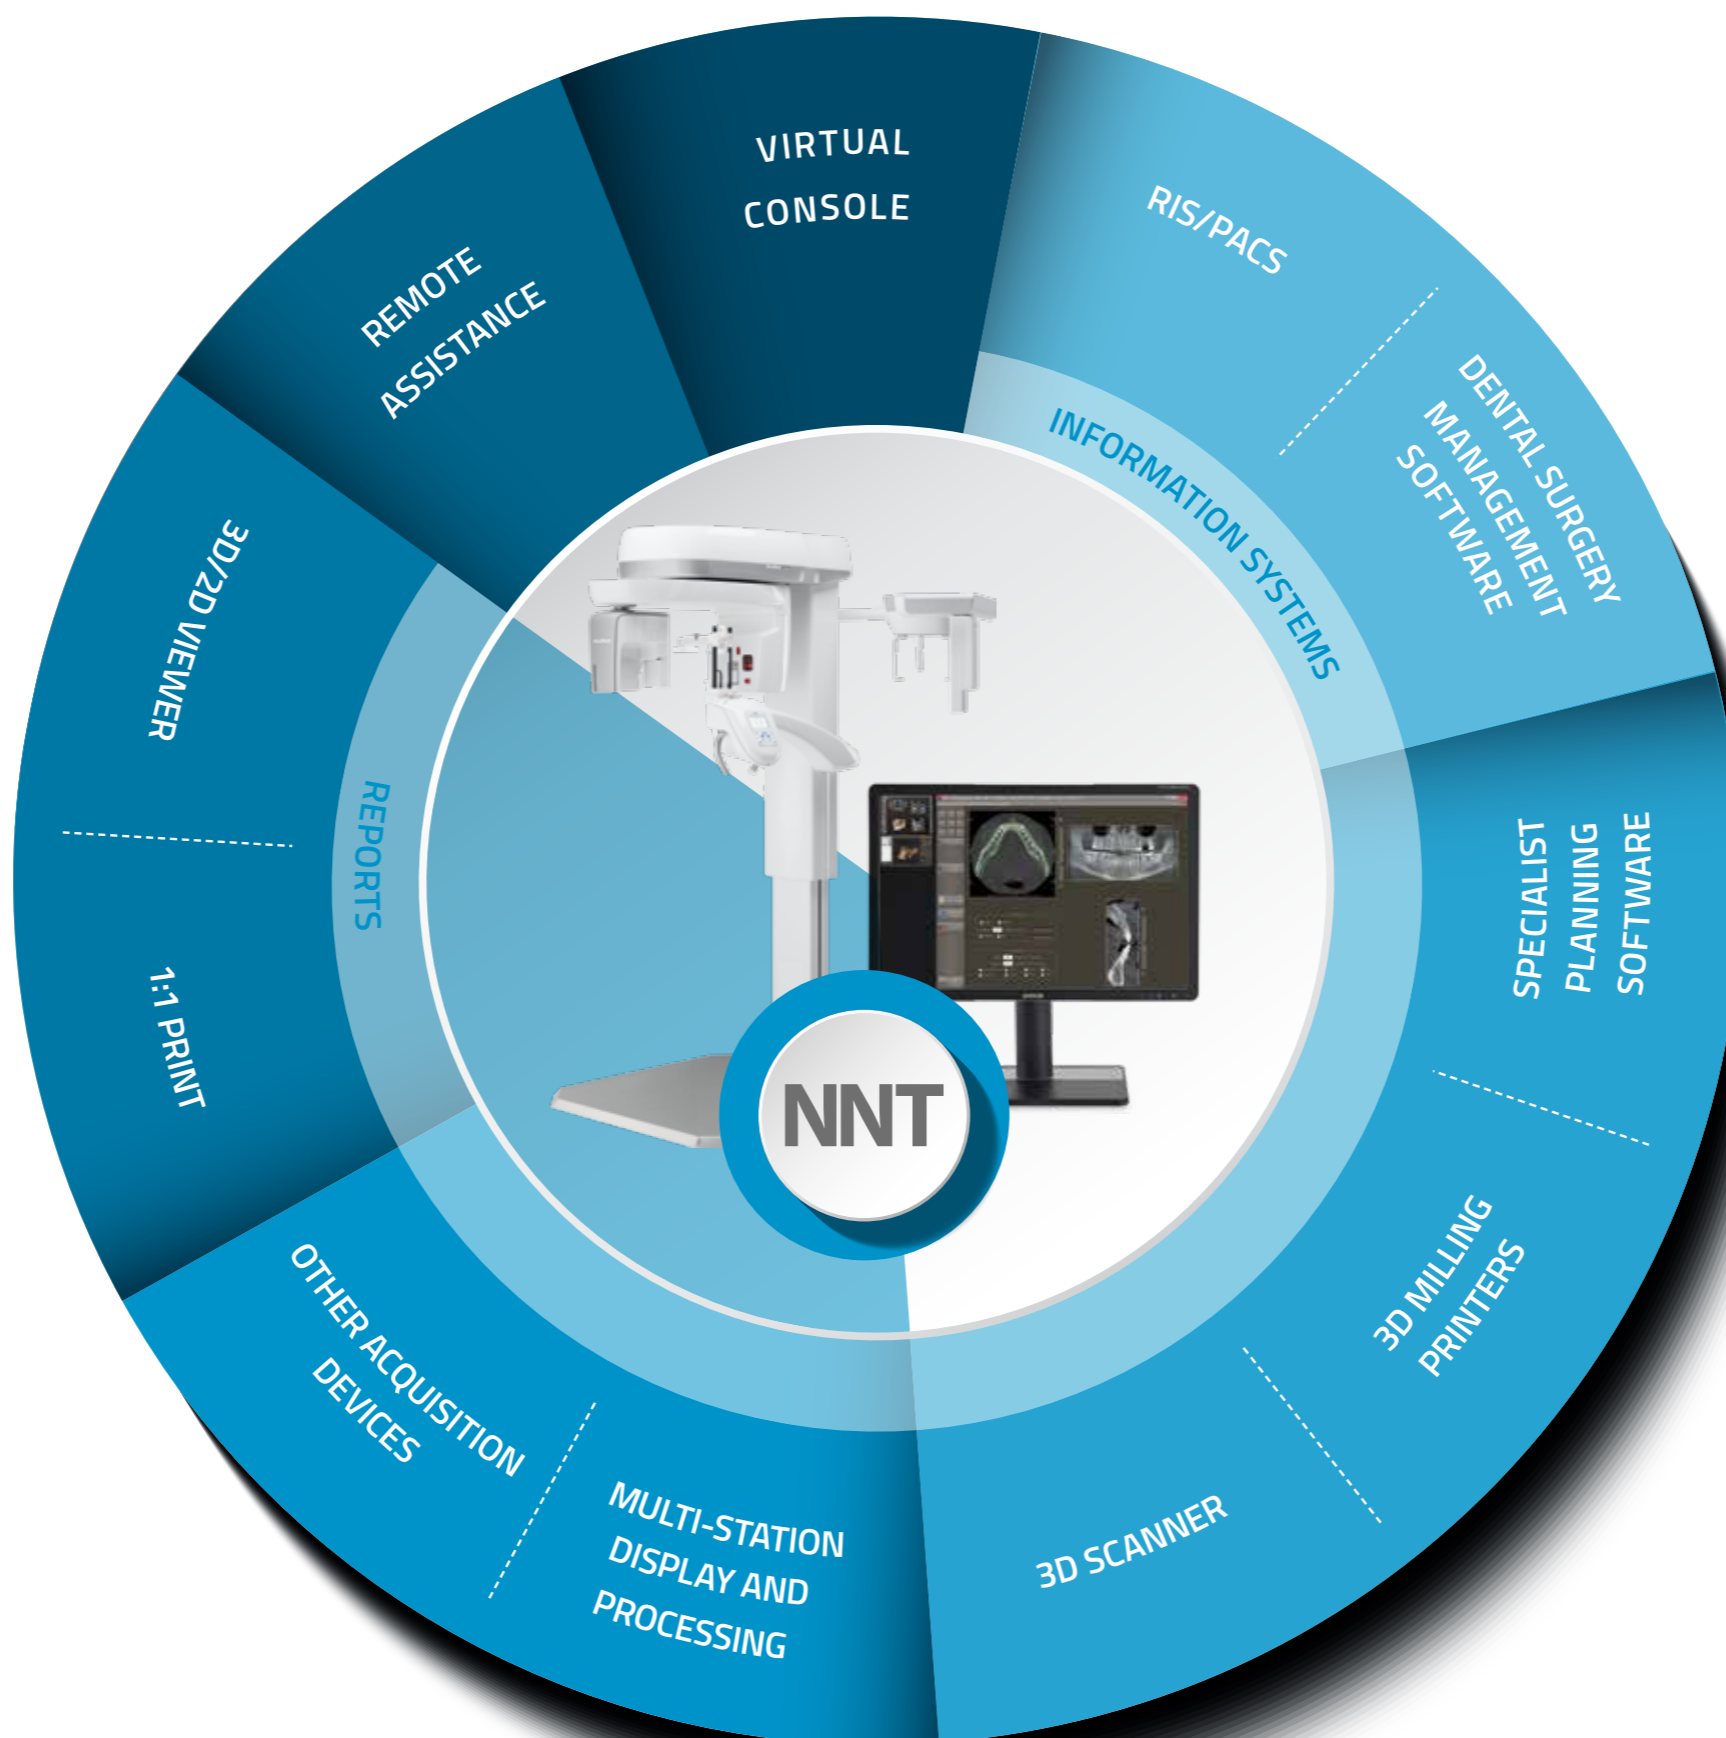 VIRTUAL
CONSOLE
RIS/PACS
DENTAL SURGERY
MANAGEMENT
SOFTWARE
INFORMATION SYSTEMS
SPECIALIST
PLANNING
SOFTWARE
3D MILLING
PRINTERS
3D SCANNER
MULTI-STATION
DISPLAY AND
PROCESSING
OTHER ACQUISITION
DEVICES
1:1 PRINT
3D/2D VIEWER
REPORTS
REMOTE
ASSISTANCE
NNT